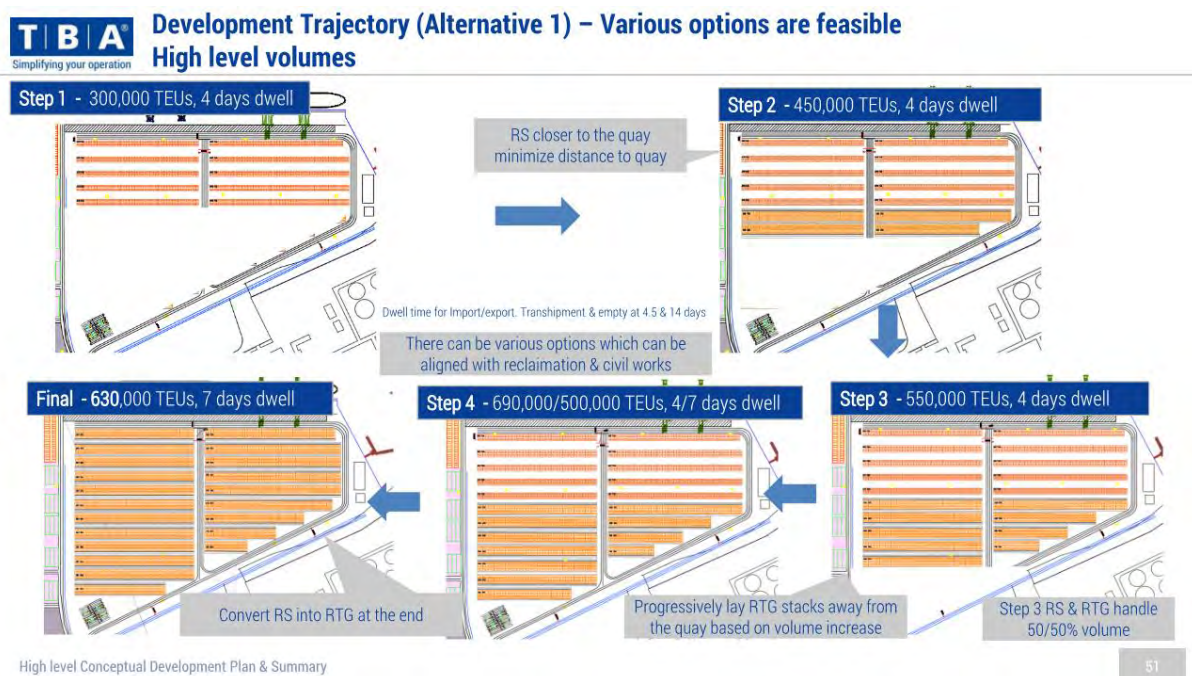 TBA®
Simplifying your operation
Development Trajectory (Alternative 1) – Various options are feasible
High level volumes
Step 1 - 300,000 TEUs, 4 days dwell
RS closer to the quay
minimize distance to quay
Step 2 - 450,000 TEUs, 4 days dwell
Dwell time for Import/export. Transhipment & empty at 4.5 & 14 days
There can be various options which can be
aligned with reclaimation & civil works
Final - 630,000 TEUs, 7 days dwell
Step 4 - 690,000/500,000 TEUs, 4/7 days dwell
Step 3 - 550,000 TEUs, 4 days dwell
Convert RS into RTG at the end
Progressively lay RTG stacks away from
the quay based on volume increase
Step 3 RS & RTG handle
50/50% volume
High level Conceptual Development Plan & Summary
51